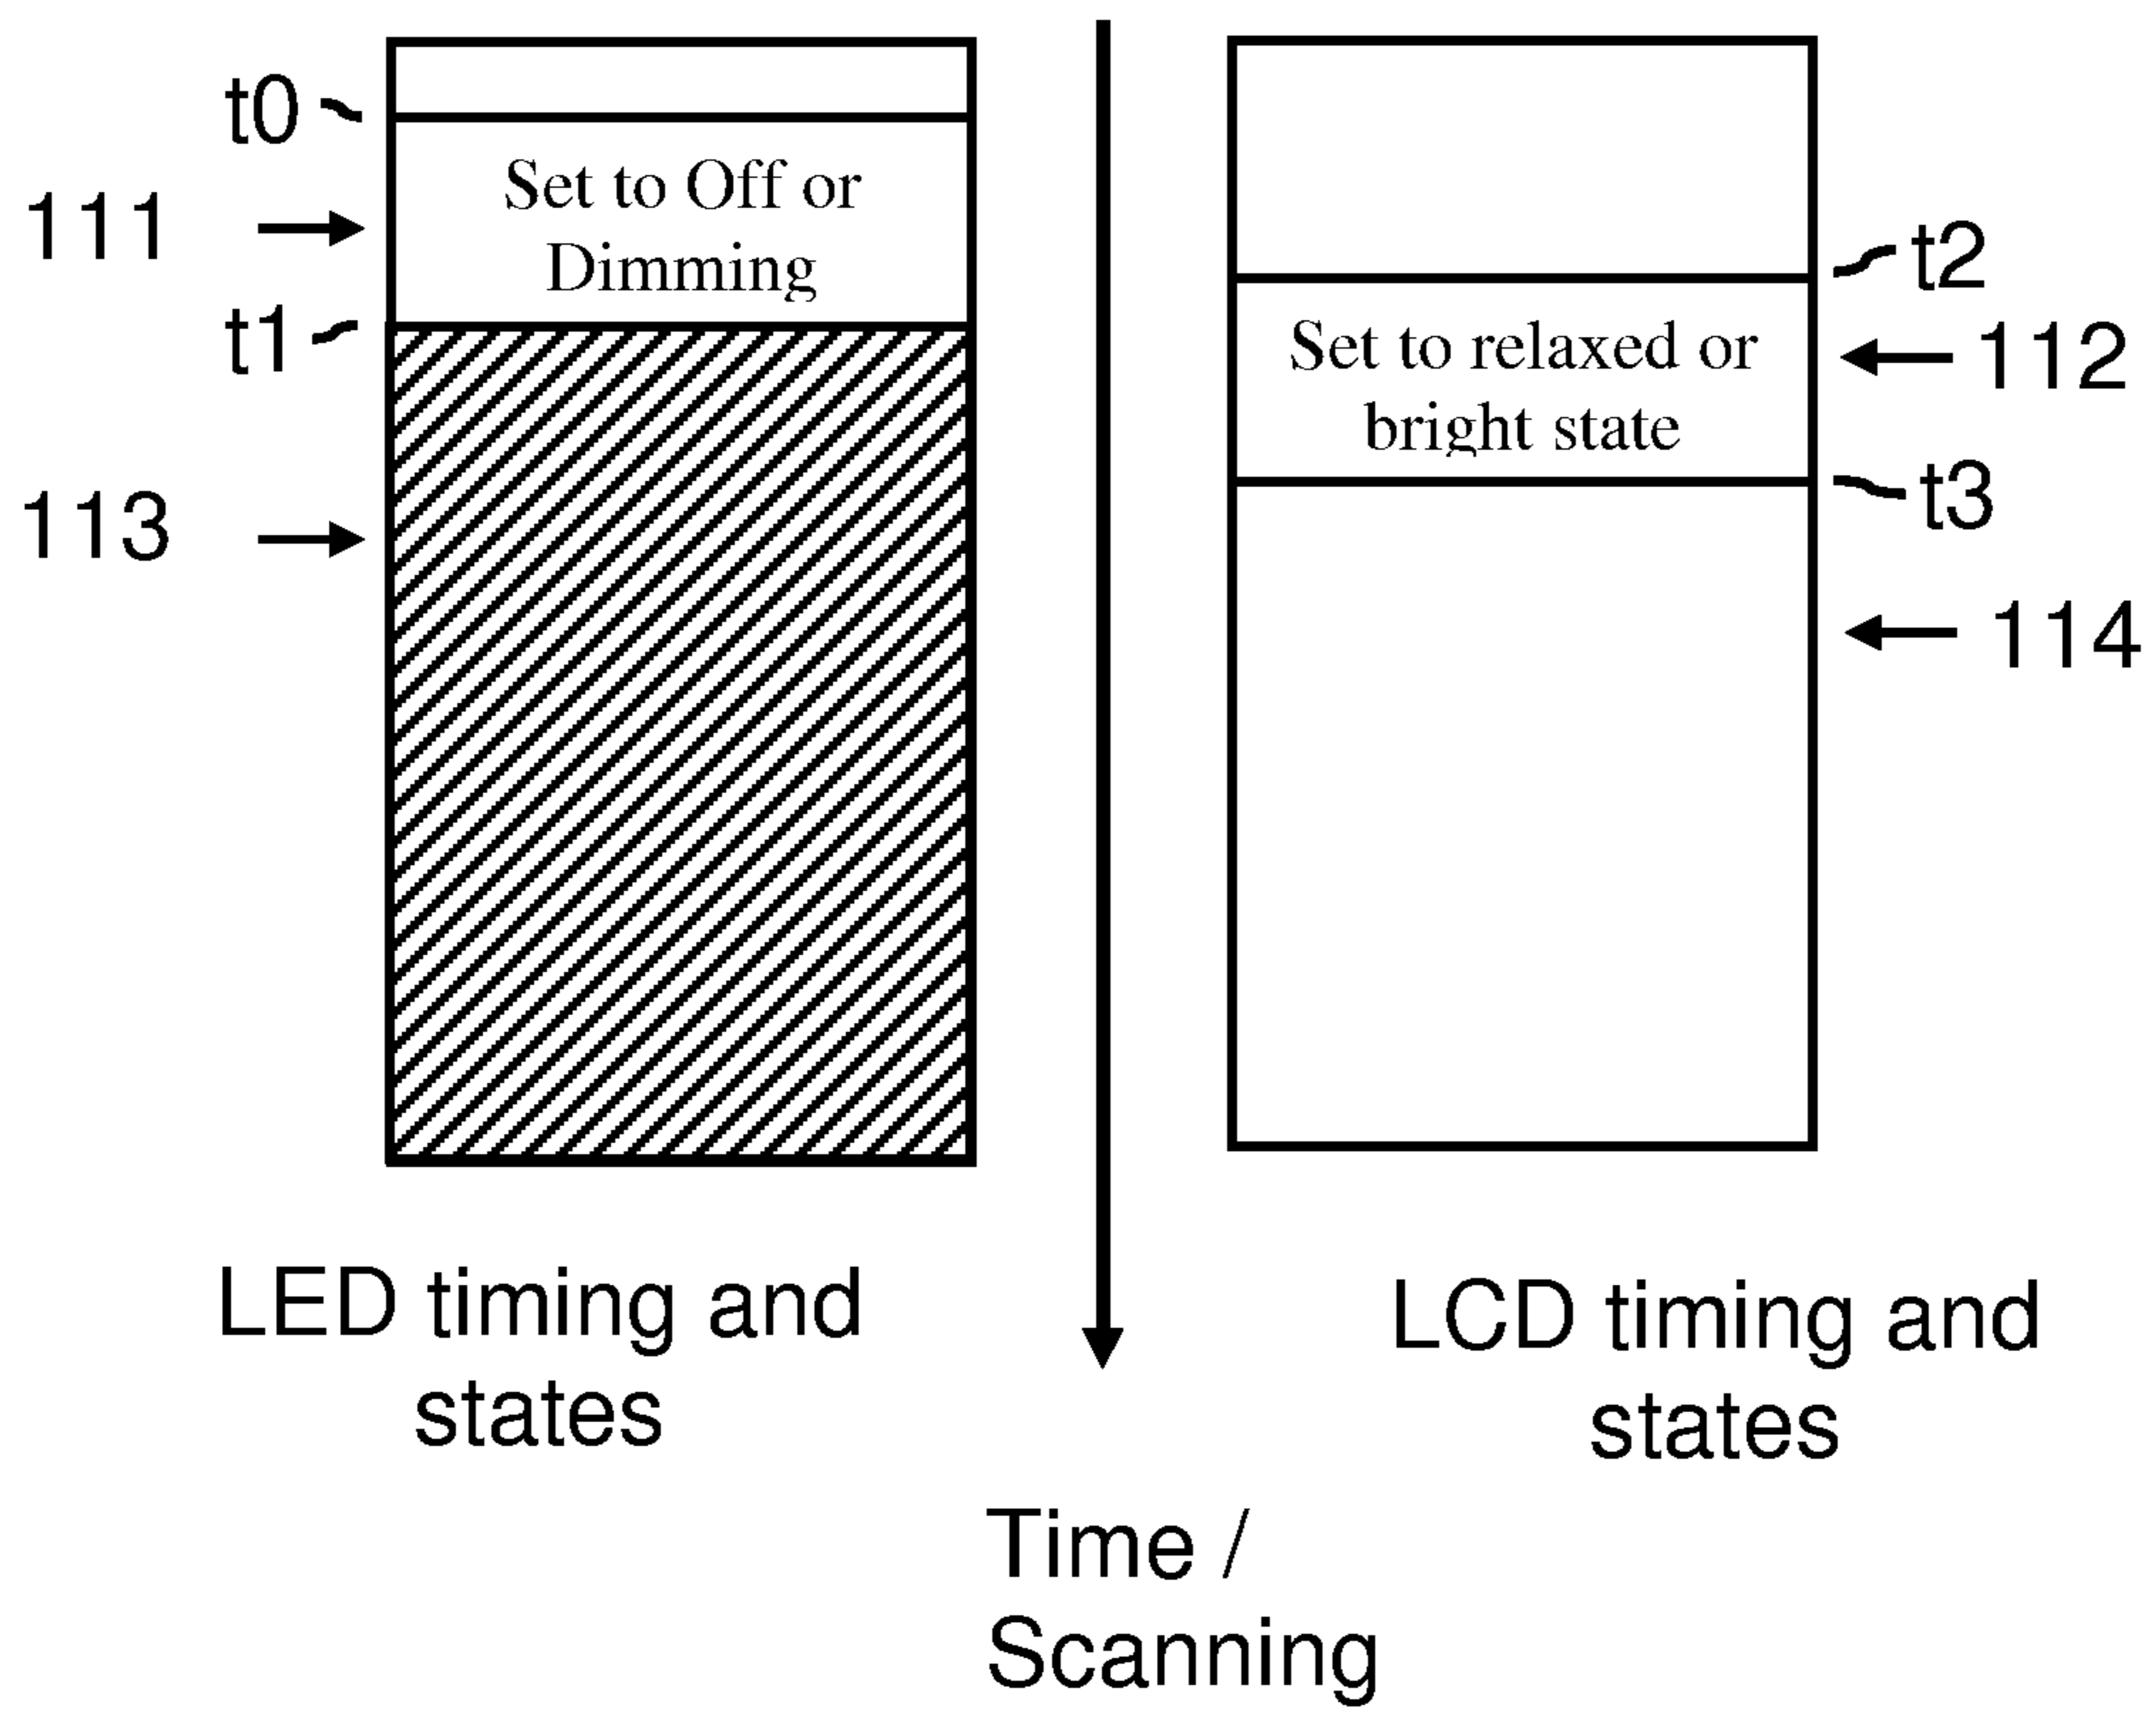 t0
111
Set to Off or
Dimming
t1
113
t2
Set to relaxed or
bright state
112
t3
114
LED timing and
states
LCD timing and
states
Time /
Scanning